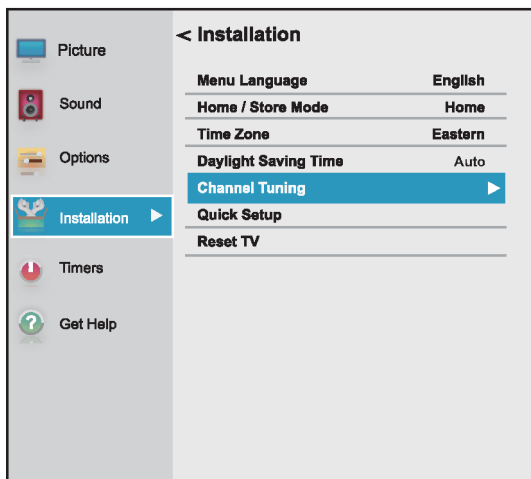 Picture
Sound
Options
Installation
Timers
Get Help
< Installation
Menu Language English
Home / Store Mode Home
Time Zone Eastern
Daylight Saving Time Auto
Channel Tuning
Quick Setup
Reset TV